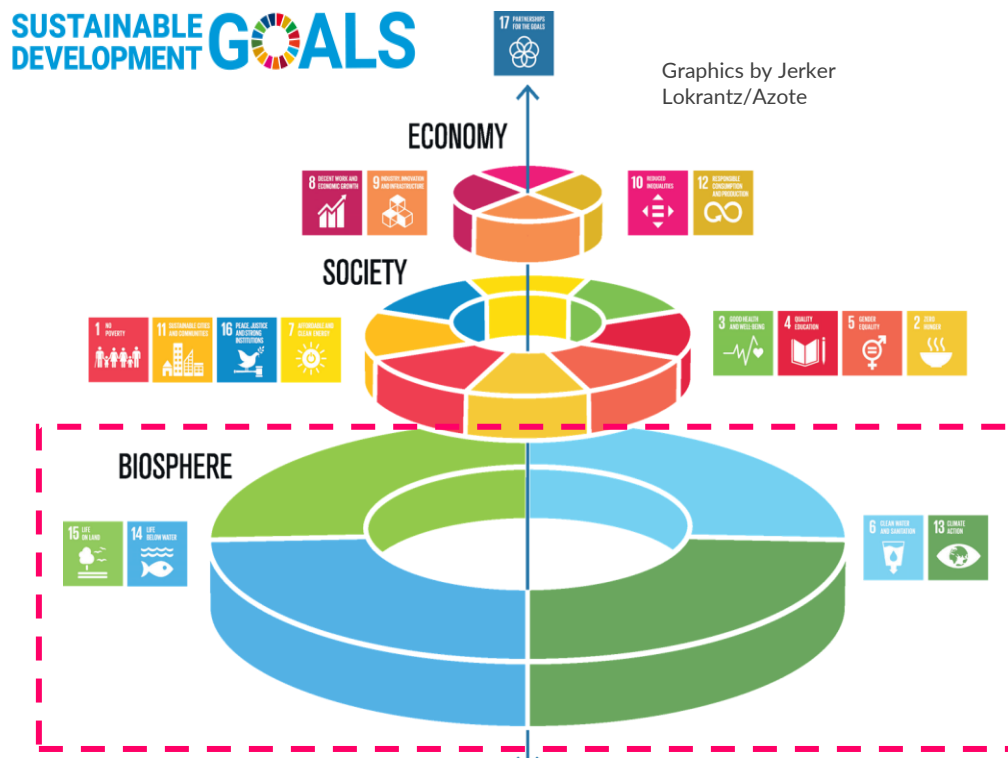 SUSTAINABLE
DEVELOPMENT
GOALS
17 PARTNERSHIPS
FOR THE GOALS
Graphics by Jerker
Lokrantz/Azote
ECONOMY
8 DECENT WORK AND
ECONOMIC GROWTH
9 INDUSTRY, INNOVATION
AND INFRASTRUCTURE
10 REDUCED
INEQUALITIES
12 RESPONSIBLE
CONSUMPTION
AND PRODUCTION
SOCIETY
1 NO
POVERTY
11 SUSTAINABLE CITIES
AND COMMUNITIES
16 PEACE, JUSTICE
AND STRONG
INSTITUTIONS
7 AFFORDABLE AND
CLEAN ENERGY
3 GOOD HEALTH
AND WELL-BEING
4 QUALITY
EDUCATION
5 GENDER
EQUALITY
2 ZERO
HUNGER
BIOSPHERE
15 LIFE
ON LAND
14 LIFE
BELOW WATER
6 CLEAN WATER
AND SANITATION
13 CLIMATE
ACTION